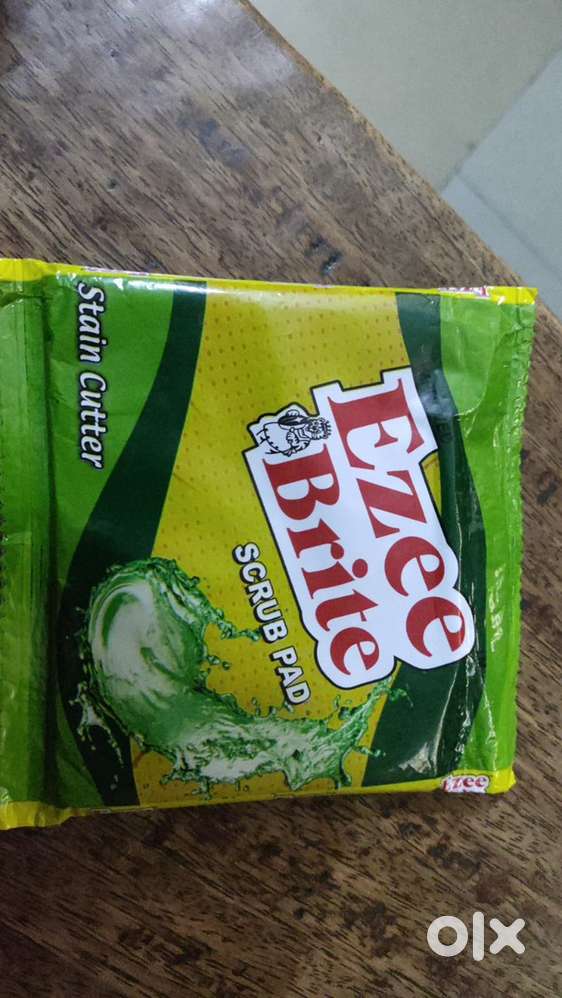 Ezee
Brite
SCRUB PAD
Stain Cutter
Ezee
olx